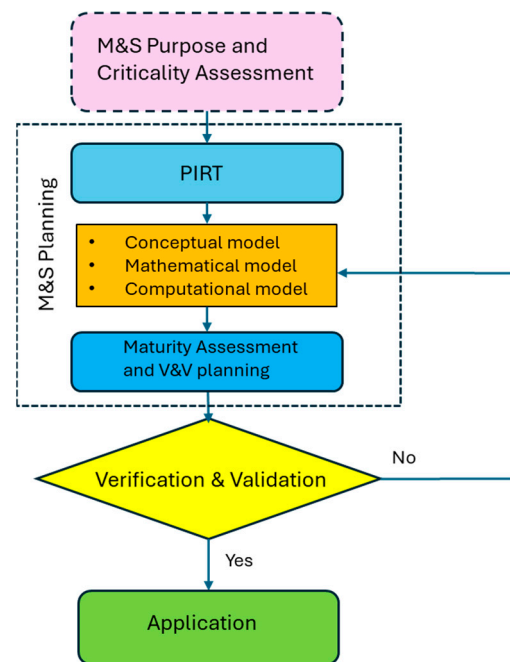 M&S Purpose and
Criticality Assessment
M&S Planning
PIRT
• Conceptual model
• Mathematical model
• Computational model
Maturity Assessment
and V&V planning
Verification & Validation
No
Yes
Application